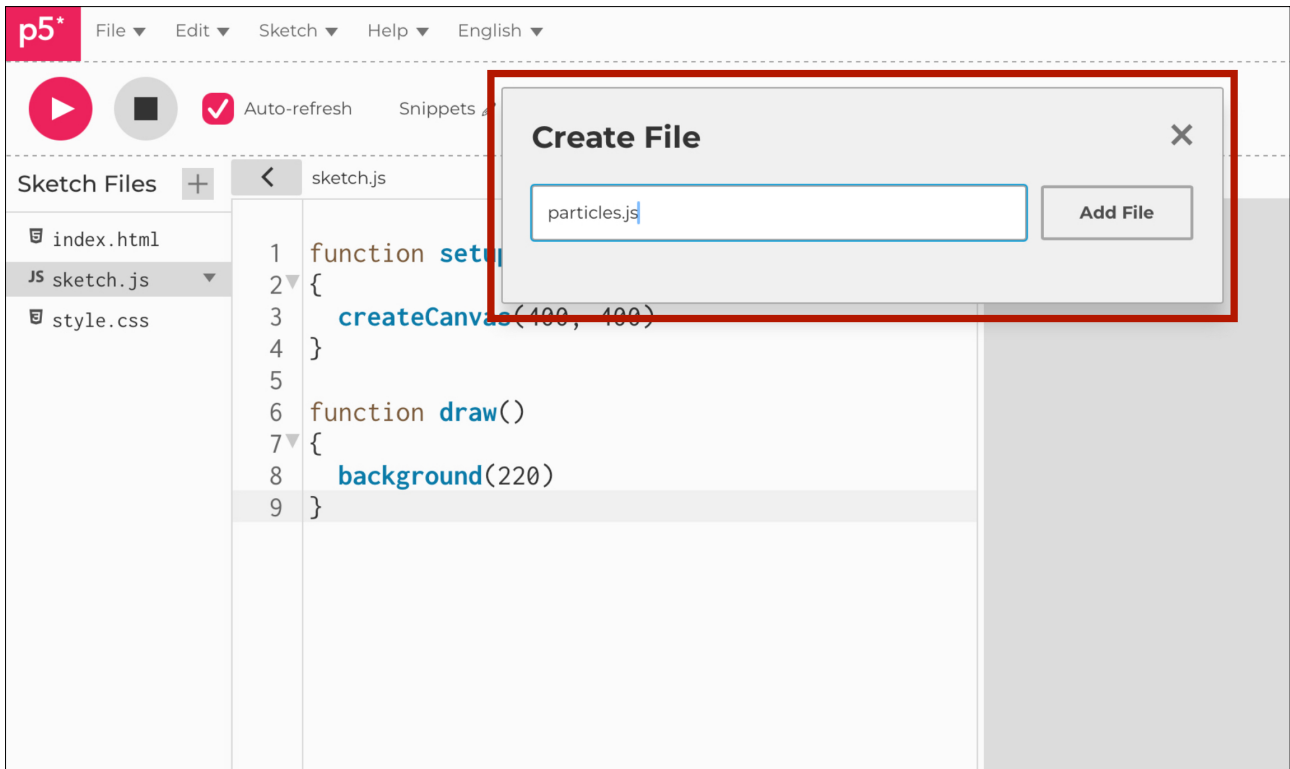 p5* File Edit Sketch Help English
Auto-refresh Snippets
Create File
particles.js Add File
Sketch Files
sketch.js
index.html
JS sketch.js
style.css
1 function setup
2 {
3 createCanvas(400, 400)
4 }
5
6 function draw()
7 {
8 background(220)
9 }